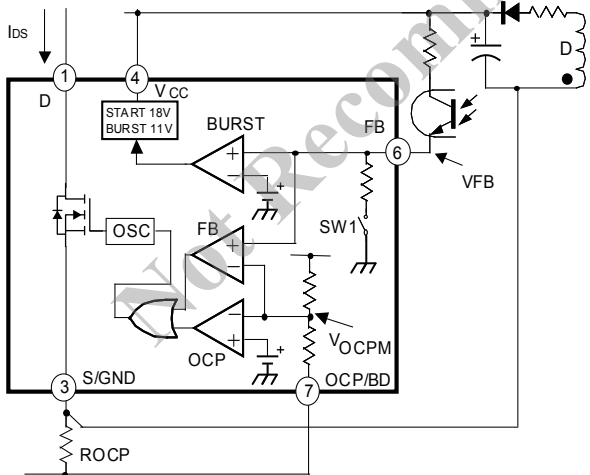 IDS
1
D
4
VCC
START 18V
BURST 11V
BURST
FB
6
VFB
D
SW1
OSC
FB
OCP
VOCPM
3
S/GND
7
OCP/BD
ROCP
Not Recomm